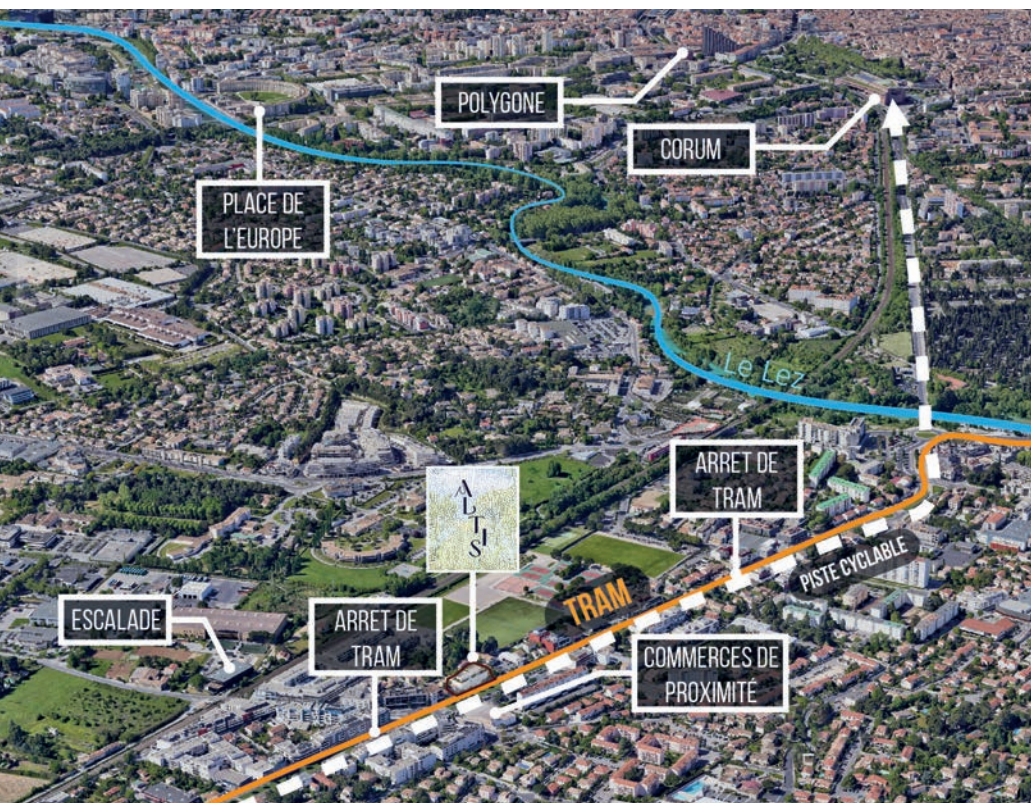 POLYGONE
CORUM
PLACE DE
L'EUROPE
Le Lez
ARRET DE
TRAM
ALTIS
PISTE CYCLABLE
TRAM
ESCALADE
ARRET DE
TRAM
COMMERCES DE
PROXIMITÉ